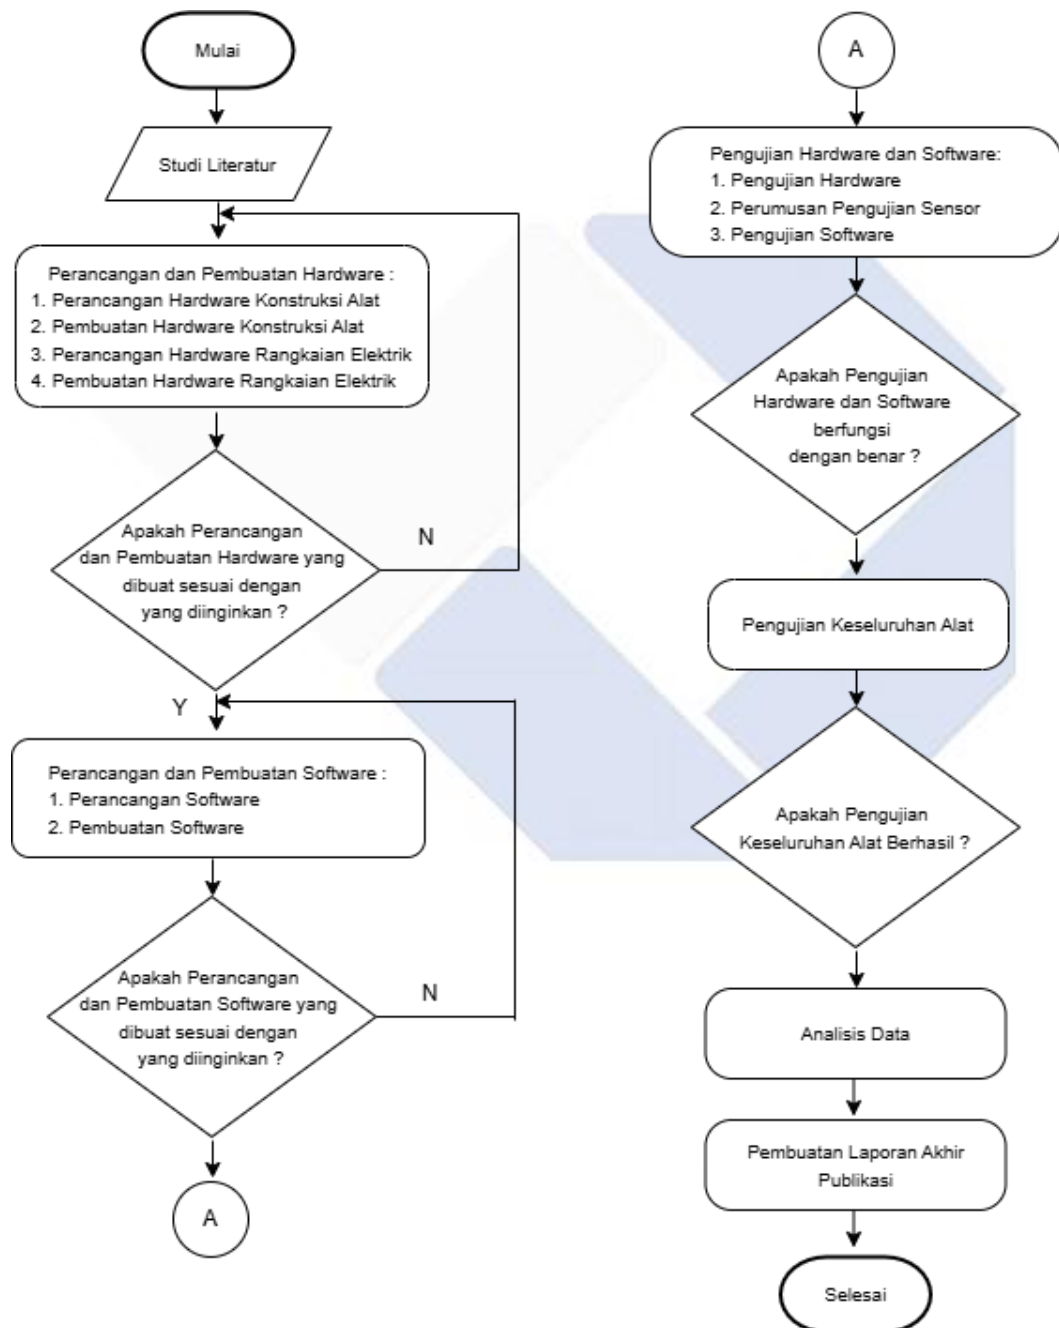 Mulai
Studi Literatur
Perancangan dan Pembuatan Hardware :
1. Perancangan Hardware Konstruksi Alat
2. Pembuatan Hardware Konstruksi Alat
3. Perancangan Hardware Rangkaian Elektrik
4. Pembuatan Hardware Rangkaian Elektrik
Apakah Perancangan
dan Pembuatan Hardware yang
dibuat sesuai dengan
yang diinginkan ?
N
Y
Perancangan dan Pembuatan Software :
1. Perancangan Software
2. Pembuatan Software
Apakah Perancangan
dan Pembuatan Software yang
dibuat sesuai dengan
yang diinginkan ?
N
A
A
Pengujian Hardware dan Software:
1. Pengujian Hardware
2. Perumusan Pengujian Sensor
3. Pengujian Software
Apakah Pengujian
Hardware dan Software
berfungsi
dengan benar ?
Pengujian Keseluruhan Alat
Apakah Pengujian
Keseluruhan Alat Berhasil ?
Analisis Data
Pembuatan Laporan Akhir
Publikasi
Selesai